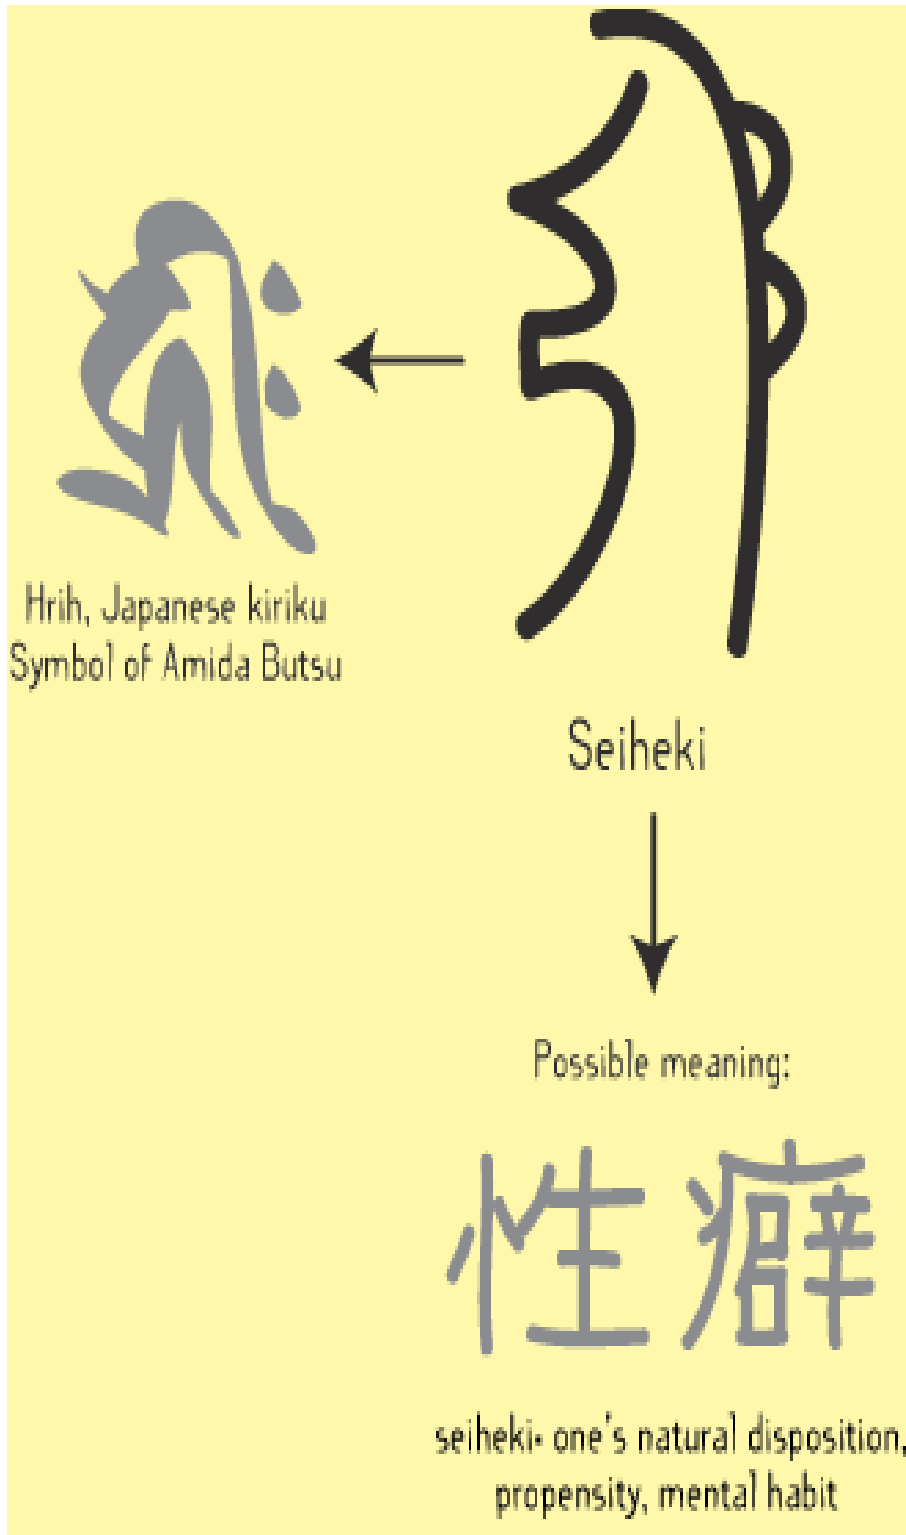 Hrih, Japanese kiriku
Symbol of Amida Butsu
Seiheki
Possible meaning:
性癖
seiheki• one's natural disposition,
propensity, mental habit